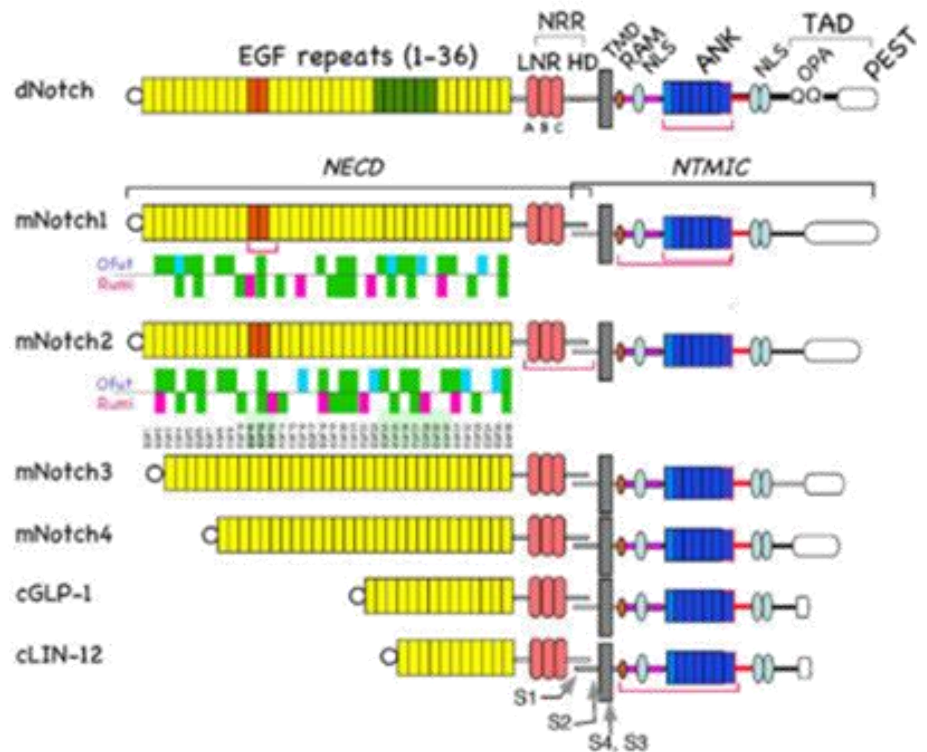 NRR
TAD
EGF repeats (1-36)
LNR HD
TMD
RAM
NLS
ANK
NLS
OPA
PEST
dNotch
QQ
A B C
NECD
NTMIC
mNotch1
Ofut
Rumi
mNotch2
Ofut
Rumi
mNotch3
mNotch4
cGLP-1
cLIN-12
S1
S2
S4, S3